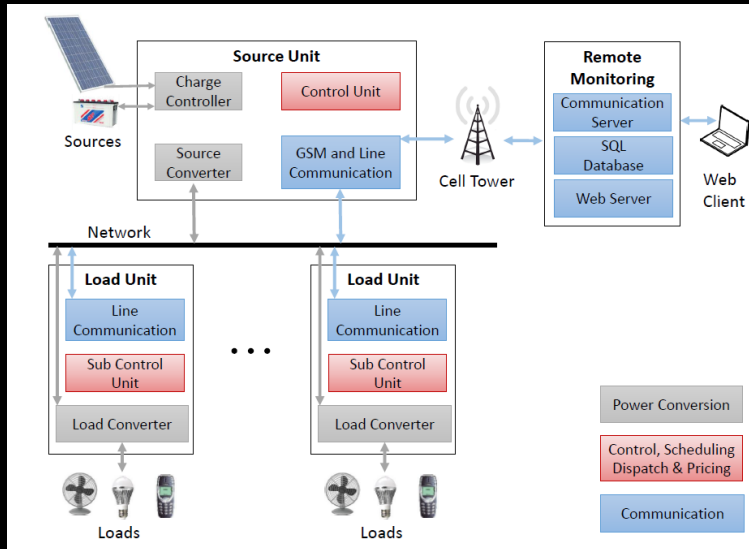 Source Unit
Charge
Controller
Control Unit
Sources
Source
Converter
GSM and Line
Communication
Cell Tower
Remote
Monitoring
Communication
Server
SQL
Database
Web Server
Web
Client
Network
Load Unit
Line
Communication
Sub Control
Unit
Load Converter
Loads
...
Load Unit
Line
Communication
Sub Control
Unit
Load Converter
Loads
Power Conversion
Control, Scheduling
Dispatch & Pricing
Communication